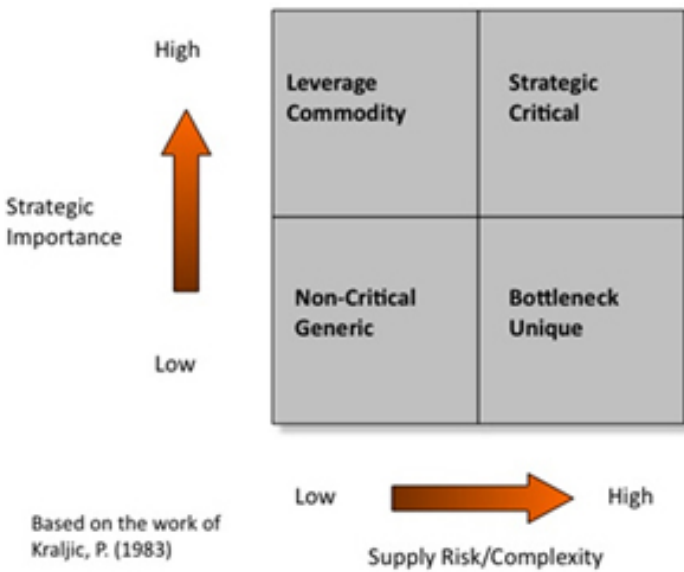 High
Leverage
Commodity
Strategic
Critical
Strategic
Importance
Non-Critical
Generic
Bottleneck
Unique
Low
Low
High
Based on the work of
Kraljic, P. (1983)
Supply Risk/Complexity